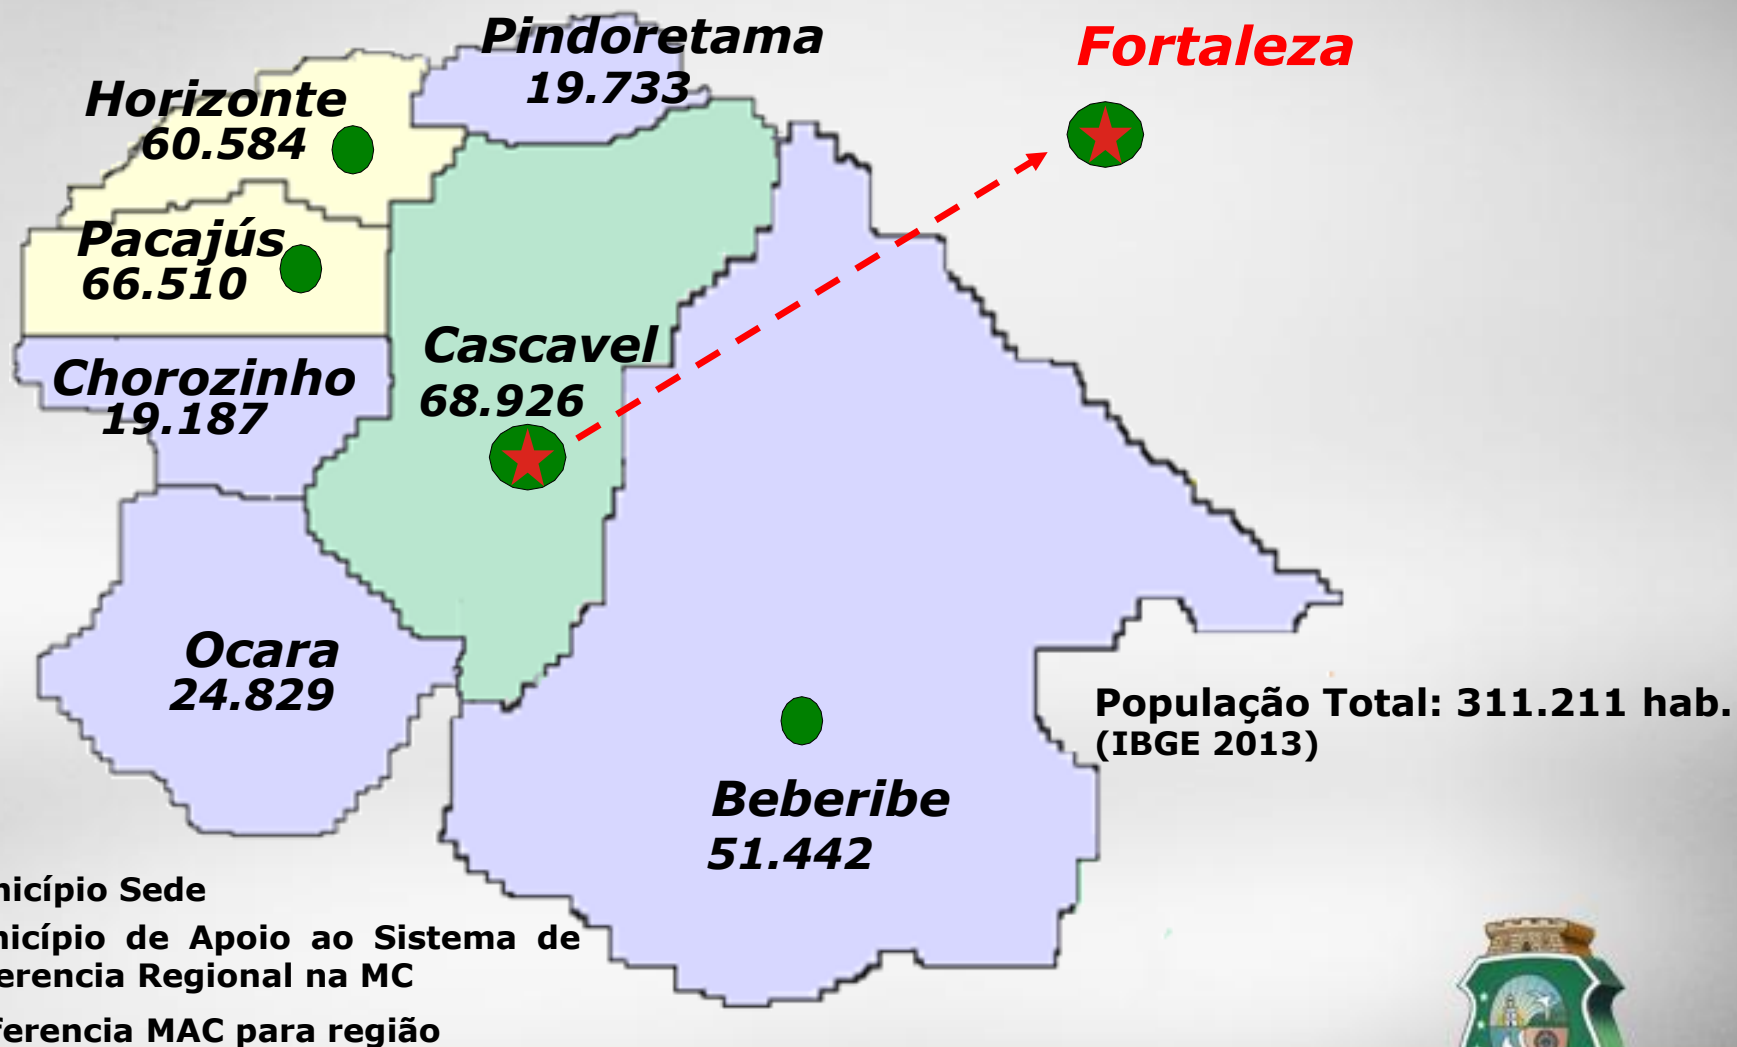 Pindoretama
19.733
Fortaleza
Horizonte
60.584
Pacajús
66.510
Cascavel
68.926
Chorozinho
19.187
Ocara
24.829
População Total: 311.211 hab.
(IBGE 2013)
Beberibe
51.442
nicípio Sede
nicípio de Apoio ao Sistema de
erencia Regional na MC
ferencia MAC para região